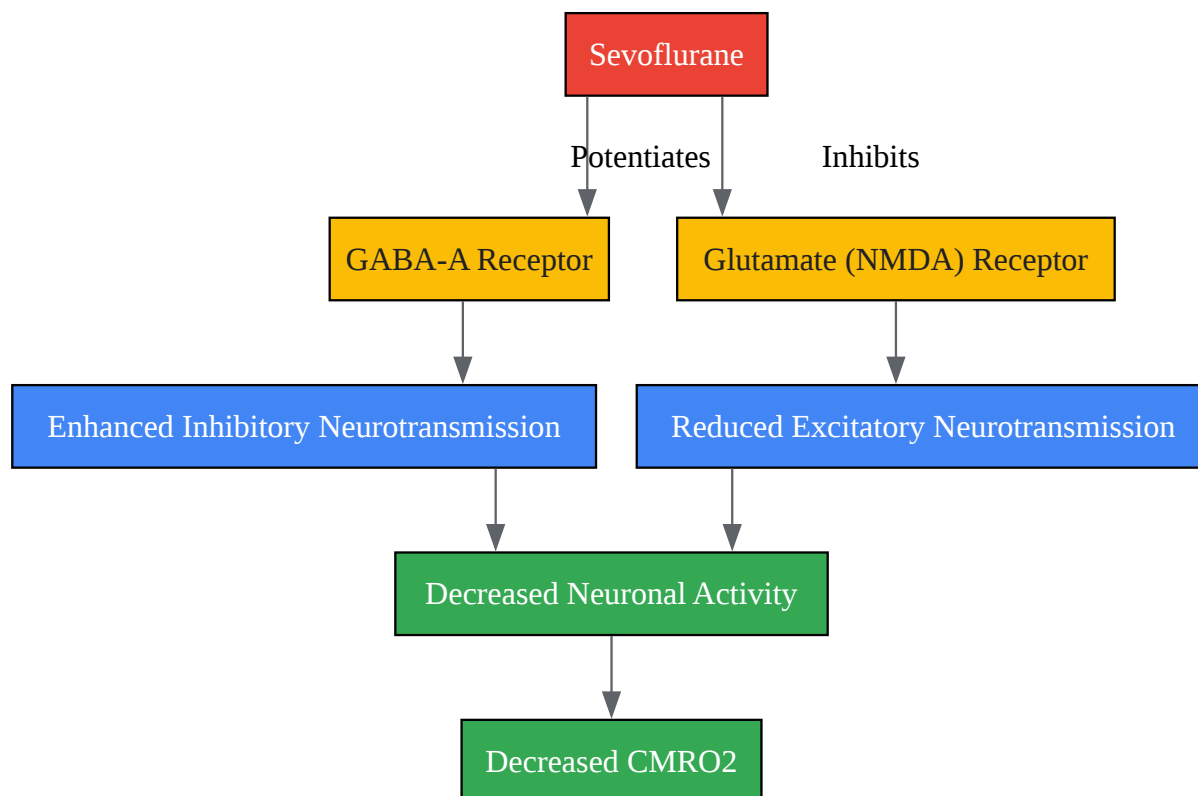 Sevoflurane
Potentiates
Inhibits
GABA-A Receptor
Glutamate (NMDA) Receptor
Enhanced Inhibitory Neurotransmission
Reduced Excitatory Neurotransmission
Decreased Neuronal Activity
Decreased CMRO2